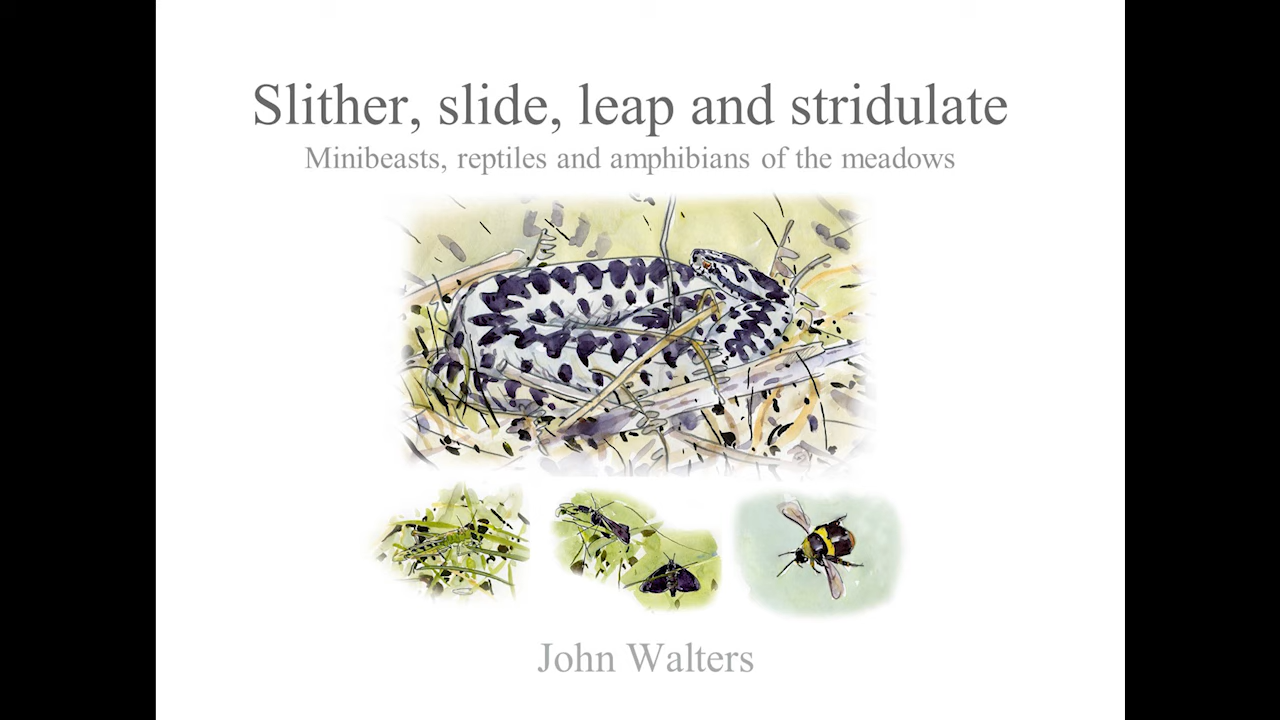 Slither, slide, leap and stridulate
Minibeasts, reptiles and amphibians of the meadows
John Walters